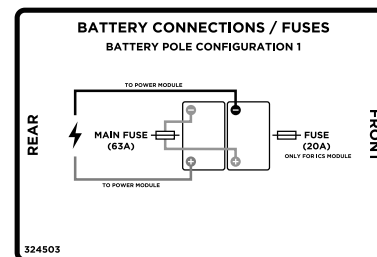 BATTERY CONNECTIONS / FUSES
BATTERY POLE CONFIGURATION 1
TO POWER MODULE
REAR
MAIN FUSE
(63A)
FUSE
(20A)
ONLY FOR ICS MODULE
FRONT
TO POWER MODULE
324503